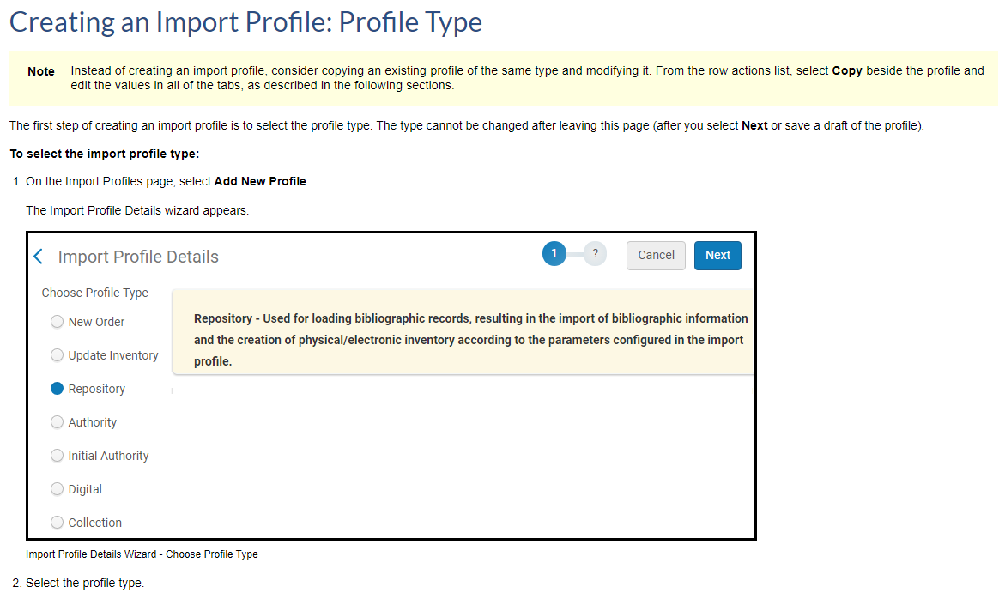 Creating an Import Profile: Profile Type
Note Instead of creating an import profile, consider copying an existing profile of the same type and modifying it. From the row actions list, select Copy beside the profile and
edit the values in all of the tabs, as described in the following sections.
The first step of creating an import profile is to select the profile type. The type cannot be changed after leaving this page (after you select Next or save a draft of the profile).
To select the import profile type:
1. On the Import Profiles page, select Add New Profile.
The Import Profile Details wizard appears.
Import Profile Details 1 ? Cancel Next
Choose Profile Type
New Order
Update Inventory
Repository
Authority
Initial Authority
Digital
Collection
Repository - Used for loading bibliographic records, resulting in the import of bibliographic information
and the creation of physical/electronic inventory according to the parameters configured in the import
profile.
Import Profile Details Wizard - Choose Profile Type
2. Select the profile type.